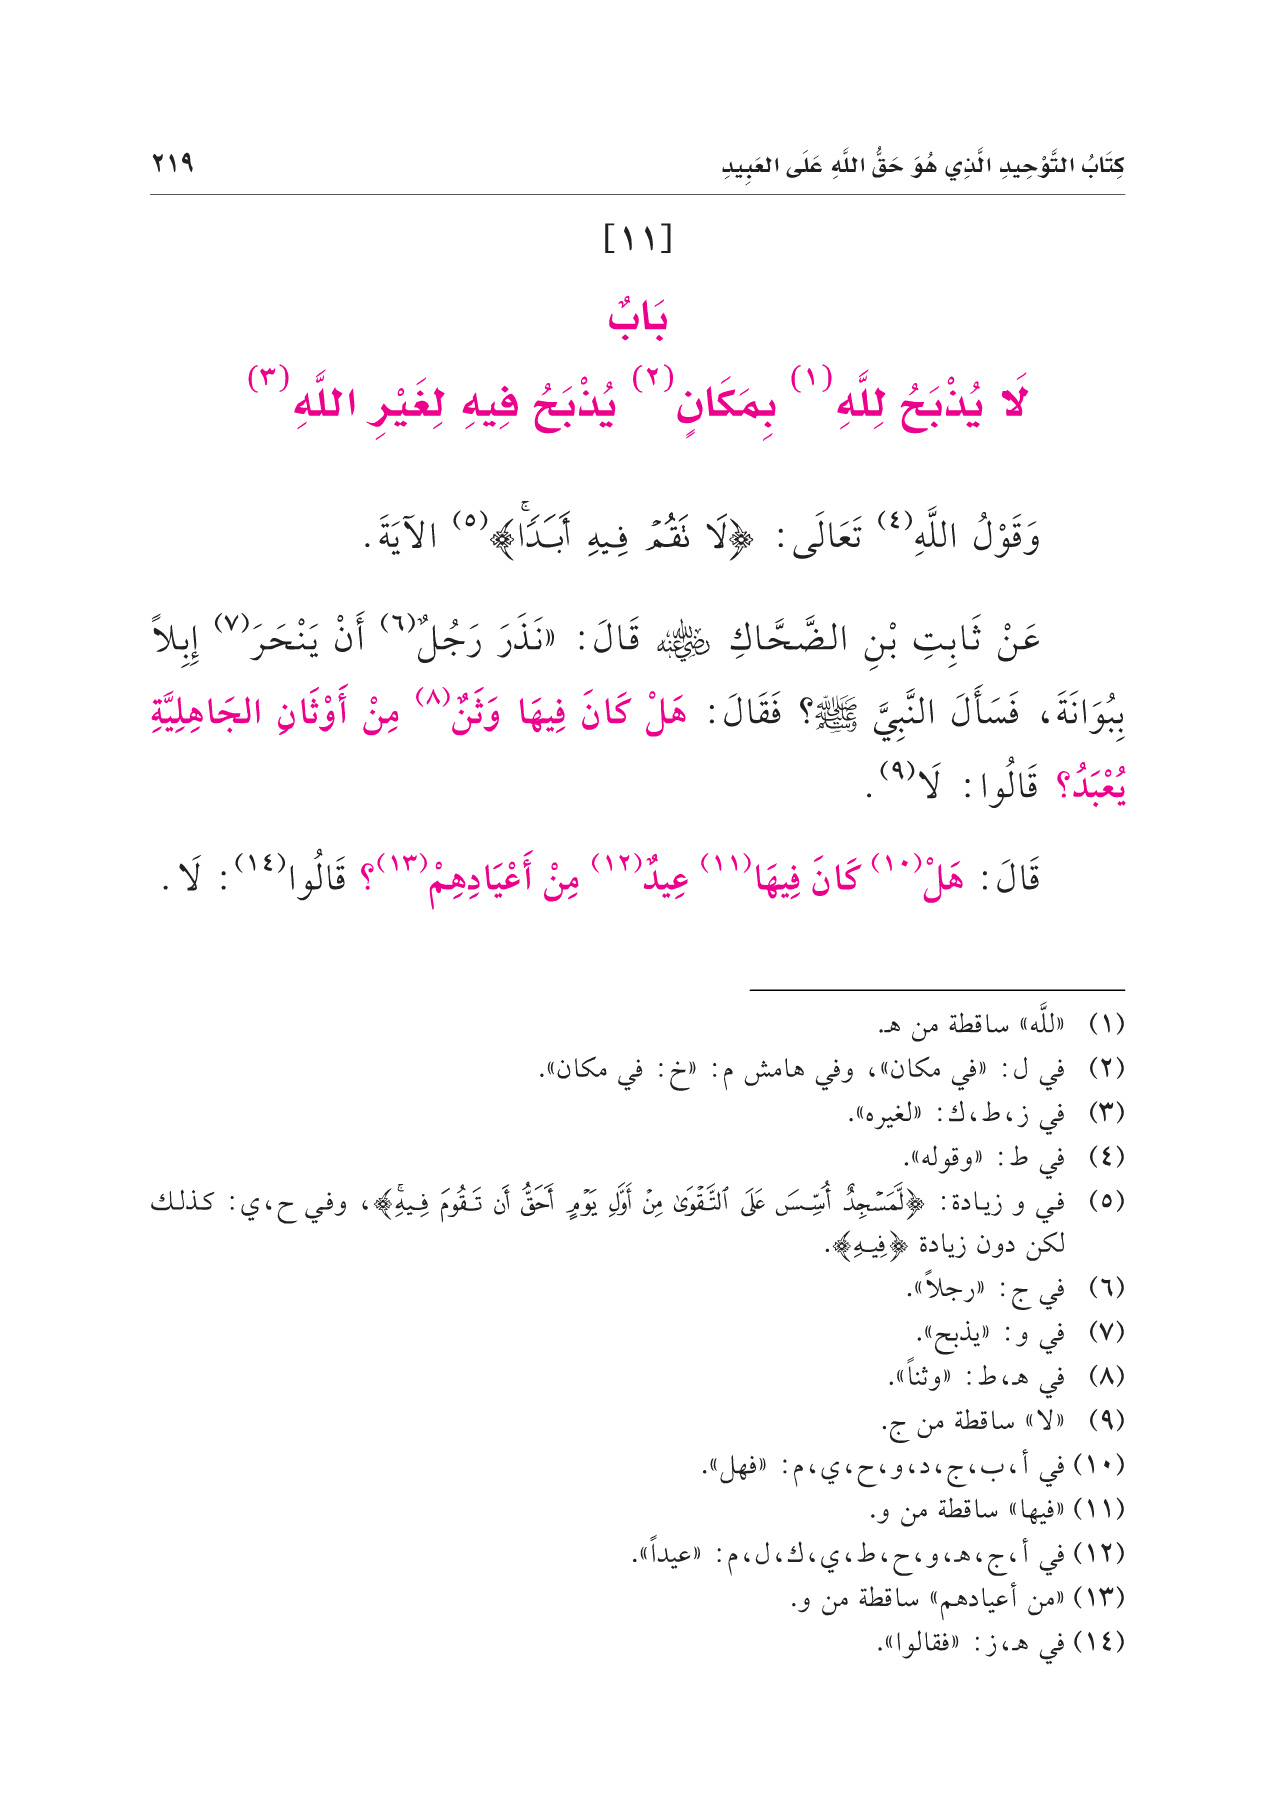 كِتَابُ التَّوْحِيدِ الَّذِي هُوَ حَقُّ اللَّهِ عَلَى العَبِيدِ ٢١٩
[١١]
بَابٌ
لَا يُذْبَحُ لِلَّهِ(١) بِمَكَانٍ(٢) يُذْبَحُ فِيهِ لِغَيْرِ اللَّهِ(٣)
وَقَوْلُ اللَّهِ(٤) تَعَالَى: ﴿لَا نَقُمۡ فِيهِ أَبَدٗاۚ﴾(٥) الآيَةَ.
عَنْ ثَابِتِ بْنِ الضَّحَّاكِ رضي الله عنه قَالَ: «نَذَرَ رَجُلٌ(٦) أَنْ يَنْحَرَ(٧) إِبِلاً
بِبُوَانَةَ، فَسَأَلَ النَّبِيَّ ﷺ؟ فَقَالَ: هَلْ كَانَ فِيهَا وَثَنٌ(٨) مِنْ أَوْثَانِ الجَاهِلِيَّةِ
يُعْبَدُ؟ قَالُوا: لَا(٩).
قَالَ: هَلْ(١٠) كَانَ فِيهَا(١١) عِيدٌ(١٢) مِنْ أَعْيَادِهِمْ(١٣)؟ قَالُوا(١٤): لَا.
(١) «للَّه» ساقطة من هـ.
(٢) في ل: «في مكان»، وفي هامش م: «خ: في مكان».
(٣) في ز، ط، ك: «لغيره».
(٤) في ط: «وقوله».
(٥) في و زيادة: ﴿لَّمَسۡجِدٌ أُسِّسَ عَلَى ٱلتَّقۡوَىٰ مِنۡ أَوَّلِ يَوۡمٍ أَحَقُّ أَن تَقُومَ فِيهِۚ﴾، وفي ح، ي: كذلك
لكن دون زيادة ﴿فِيهِ﴾.
(٦) في ج: «رجلاً».
(٧) في و: «يذبح».
(٨) في هـ، ط: «وثناً».
(٩) «لا» ساقطة من ج.
(١٠) في أ، ب، ج، د، و، ح، ي، م: «فهل».
(١١) «فيها» ساقطة من و.
(١٢) في أ، ج، هـ، و، ح، ط، ي، ك، ل، م: «عيداً».
(١٣) «من أعيادهم» ساقطة من و.
(١٤) في هـ، ز: «فقالوا».